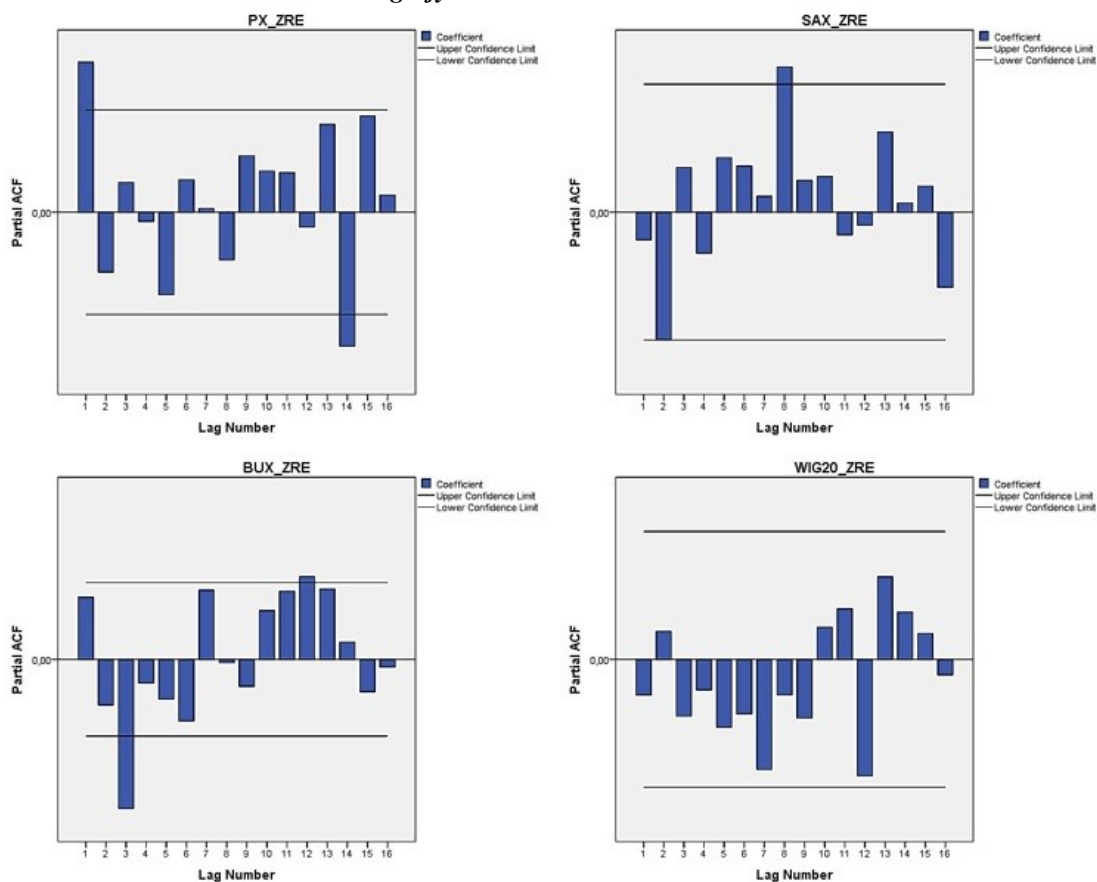 PX_ZRE
Coefficient
Upper Confidence Limit
Lower Confidence Limit
Partial ACF
0,00
1 2 3 4 5 6 7 8 9 10 11 12 13 14 15 16
Lag Number
SAX_ZRE
Coefficient
Upper Confidence Limit
Lower Confidence Limit
Partial ACF
0,00
1 2 3 4 5 6 7 8 9 10 11 12 13 14 15 16
Lag Number
BUX_ZRE
Coefficient
Upper Confidence Limit
Lower Confidence Limit
Partial ACF
0,00
1 2 3 4 5 6 7 8 9 10 11 12 13 14 15 16
Lag Number
WIG20_ZRE
Coefficient
Upper Confidence Limit
Lower Confidence Limit
Partial ACF
0,00
1 2 3 4 5 6 7 8 9 10 11 12 13 14 15 16
Lag Number